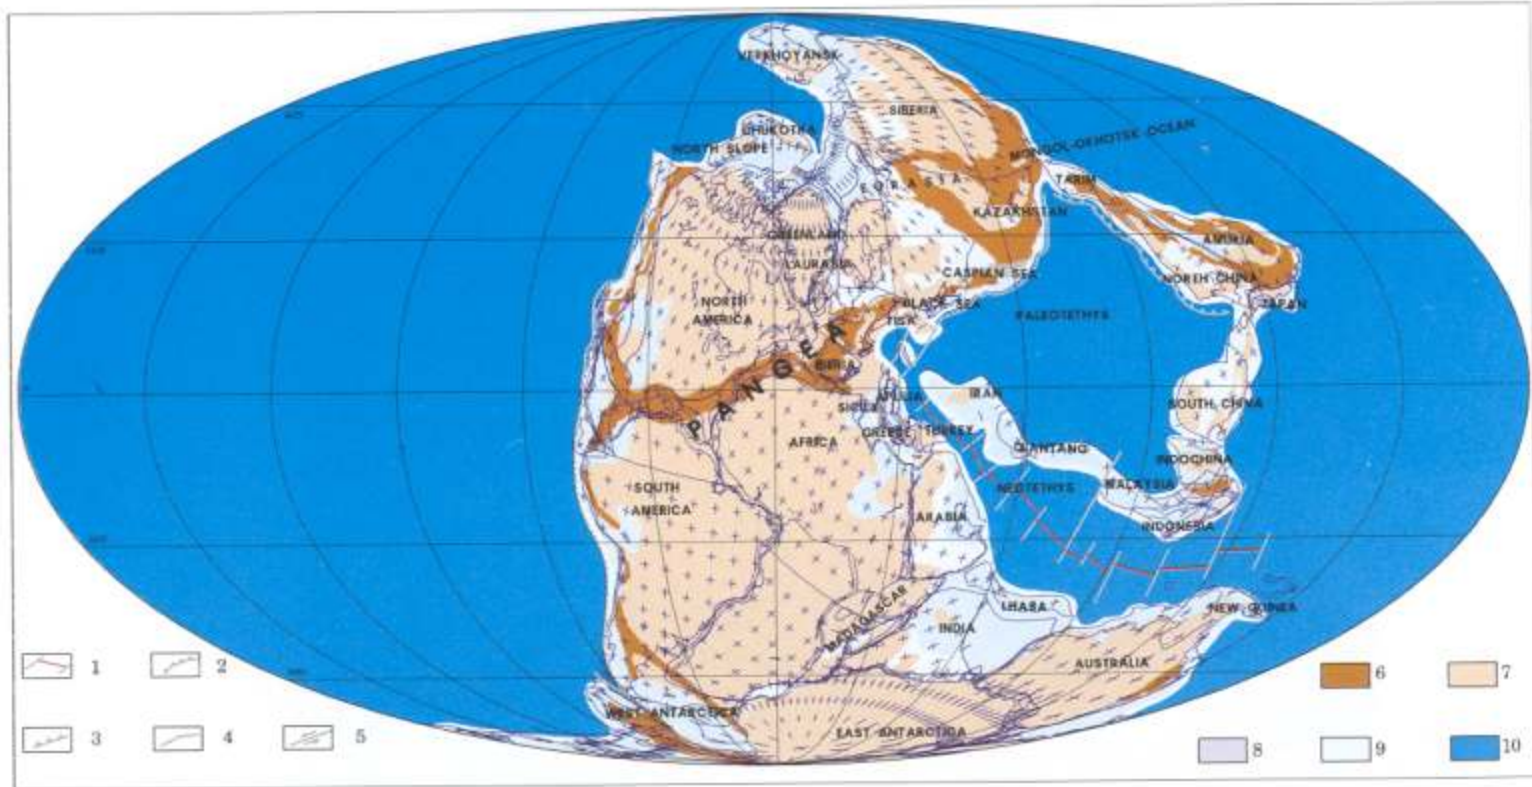 VERKHOYANSK
SIBERIA
CHUKOTKA
NORTH SLOPE
MONGOL-OKHOTSK OCEAN
EURASIA
TARIM
KAZAKHSTAN
GREENLAND
AMURIA
LAURASIA
CASPIAN SEA
NORTH CHINA
NORTH
AMERICA
BLACK SEA
JAPAN
TISA
PALEOTETHYS
PANGEA
IBERIA
APULIA
IRAN
SICILIA
SOUTH CHINA
GREECE
TURKEY
AFRICA
QIANTANG
INDOCHINA
SOUTH
AMERICA
NEOTETHYS
MALAYSIA
ARABIA
INDONESIA
MADAGASCAR
LHASA
NEW GUINEA
INDIA
AUSTRALIA
WEST ANTARCTICA
EAST ANTARCTICA
1
2
3
4
5
6
7
8
9
10